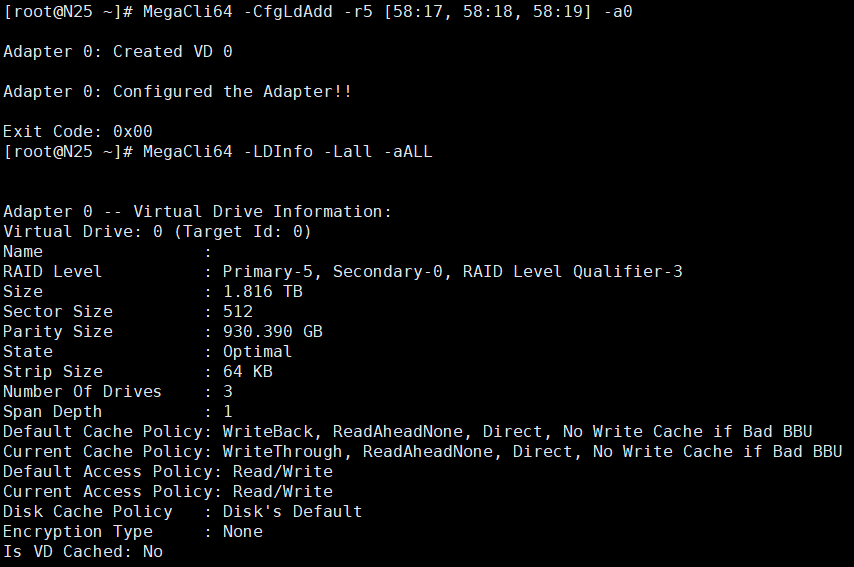 [root@N25 ~]# MegaCli64 -CfgLdAdd -r5 [58:17, 58:18, 58:19] -a0
Adapter 0: Created VD 0
Adapter 0: Configured the Adapter!!
Exit Code: 0x00
[root@N25 ~]# MegaCli64 -LDInfo -Lall -aALL
Adapter 0 -- Virtual Drive Information:
Virtual Drive: 0 (Target Id: 0)
Name                :
RAID Level          : Primary-5, Secondary-0, RAID Level Qualifier-3
Size                : 1.816 TB
Sector Size         : 512
Parity Size         : 930.390 GB
State               : Optimal
Strip Size          : 64 KB
Number Of Drives    : 3
Span Depth          : 1
Default Cache Policy: WriteBack, ReadAheadNone, Direct, No Write Cache if Bad BBU
Current Cache Policy: WriteThrough, ReadAheadNone, Direct, No Write Cache if Bad BBU
Default Access Policy: Read/Write
Current Access Policy: Read/Write
Disk Cache Policy   : Disk's Default
Encryption Type     : None
Is VD Cached: No